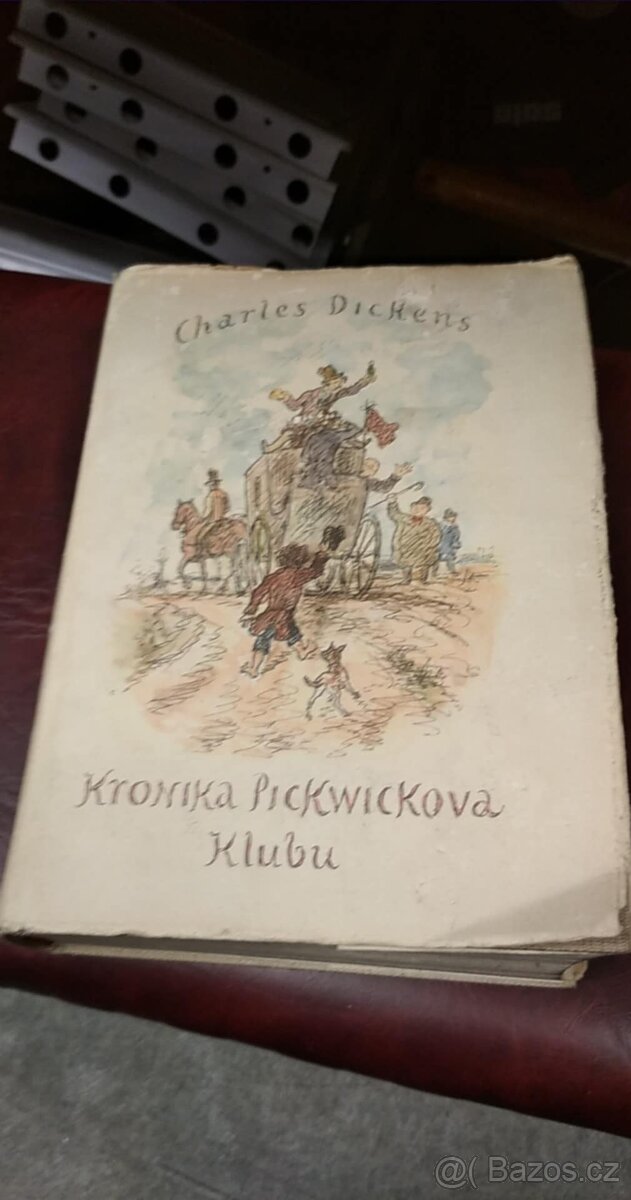 Charles Dickens
Kronika Pickwickova
Klubu
@( Bazos.cz